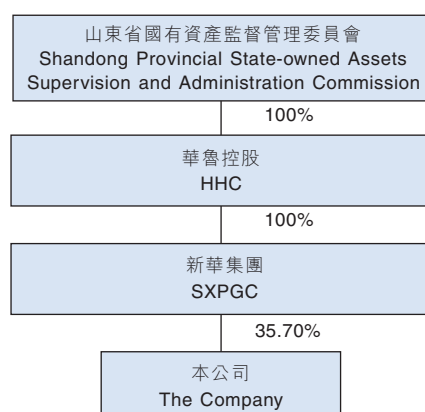 山東省國有資產監督管理委員會
Shandong Provincial State-owned Assets
Supervision and Administration Commission
100%
華魯控股
HHC
100%
新華集團
SXPGC
35.70%
本公司
The Company